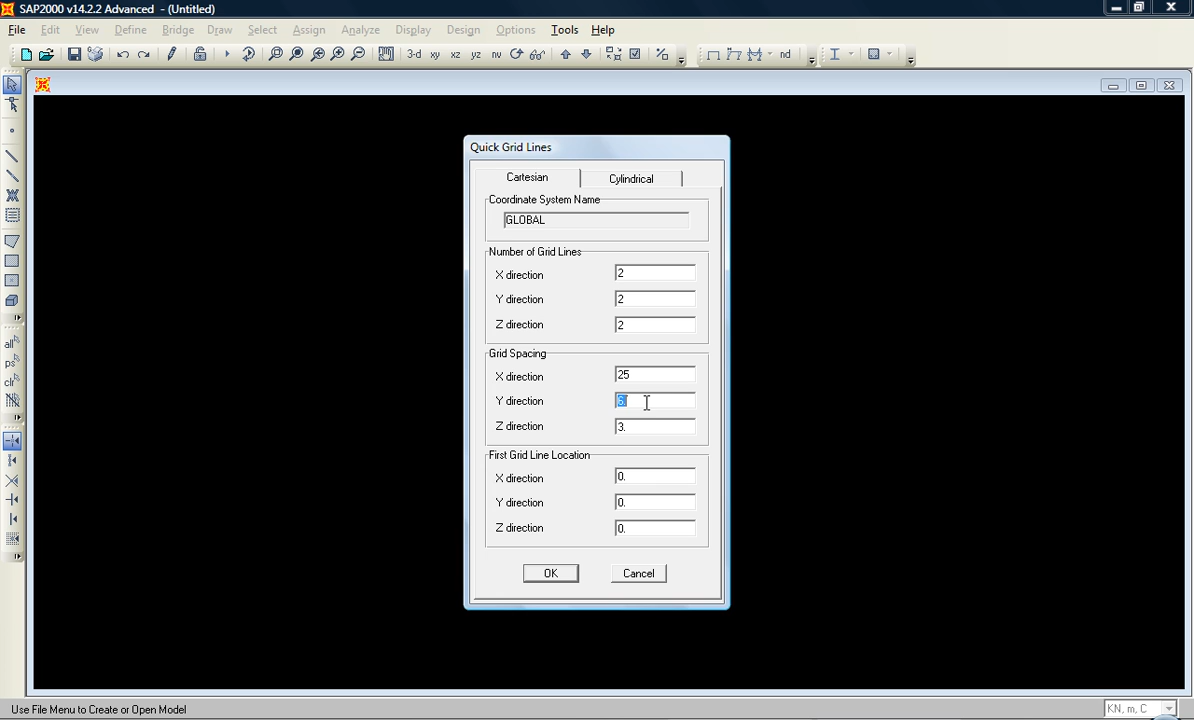 SAP2000 v14.2.2 Advanced - (Untitled)
File Edit View Define Bridge Draw Select Assign Analyze Display Design Options Tools Help
3-d xy xz yz nv nd
all
ps
clr
Quick Grid Lines
Cartesian Cylindrical
Coordinate System Name
GLOBAL
Number of Grid Lines
X direction 2
Y direction 2
Z direction 2
Grid Spacing
X direction 25
Y direction 6.
Z direction 3.
First Grid Line Location
X direction 0.
Y direction 0.
Z direction 0.
OK Cancel
Use File Menu to Create or Open Model KN, m, C